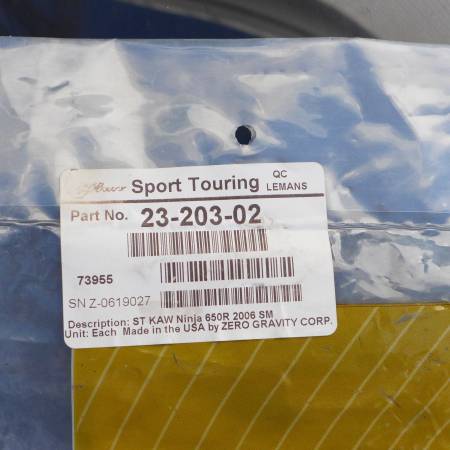 Sport Touring QC LEMANS
Part No. 23-203-02
73955
SN Z-0619027
Description: ST KAW Ninja 650R 2006 SM
Unit: Each Made in the USA by ZERO GRAVITY CORP.